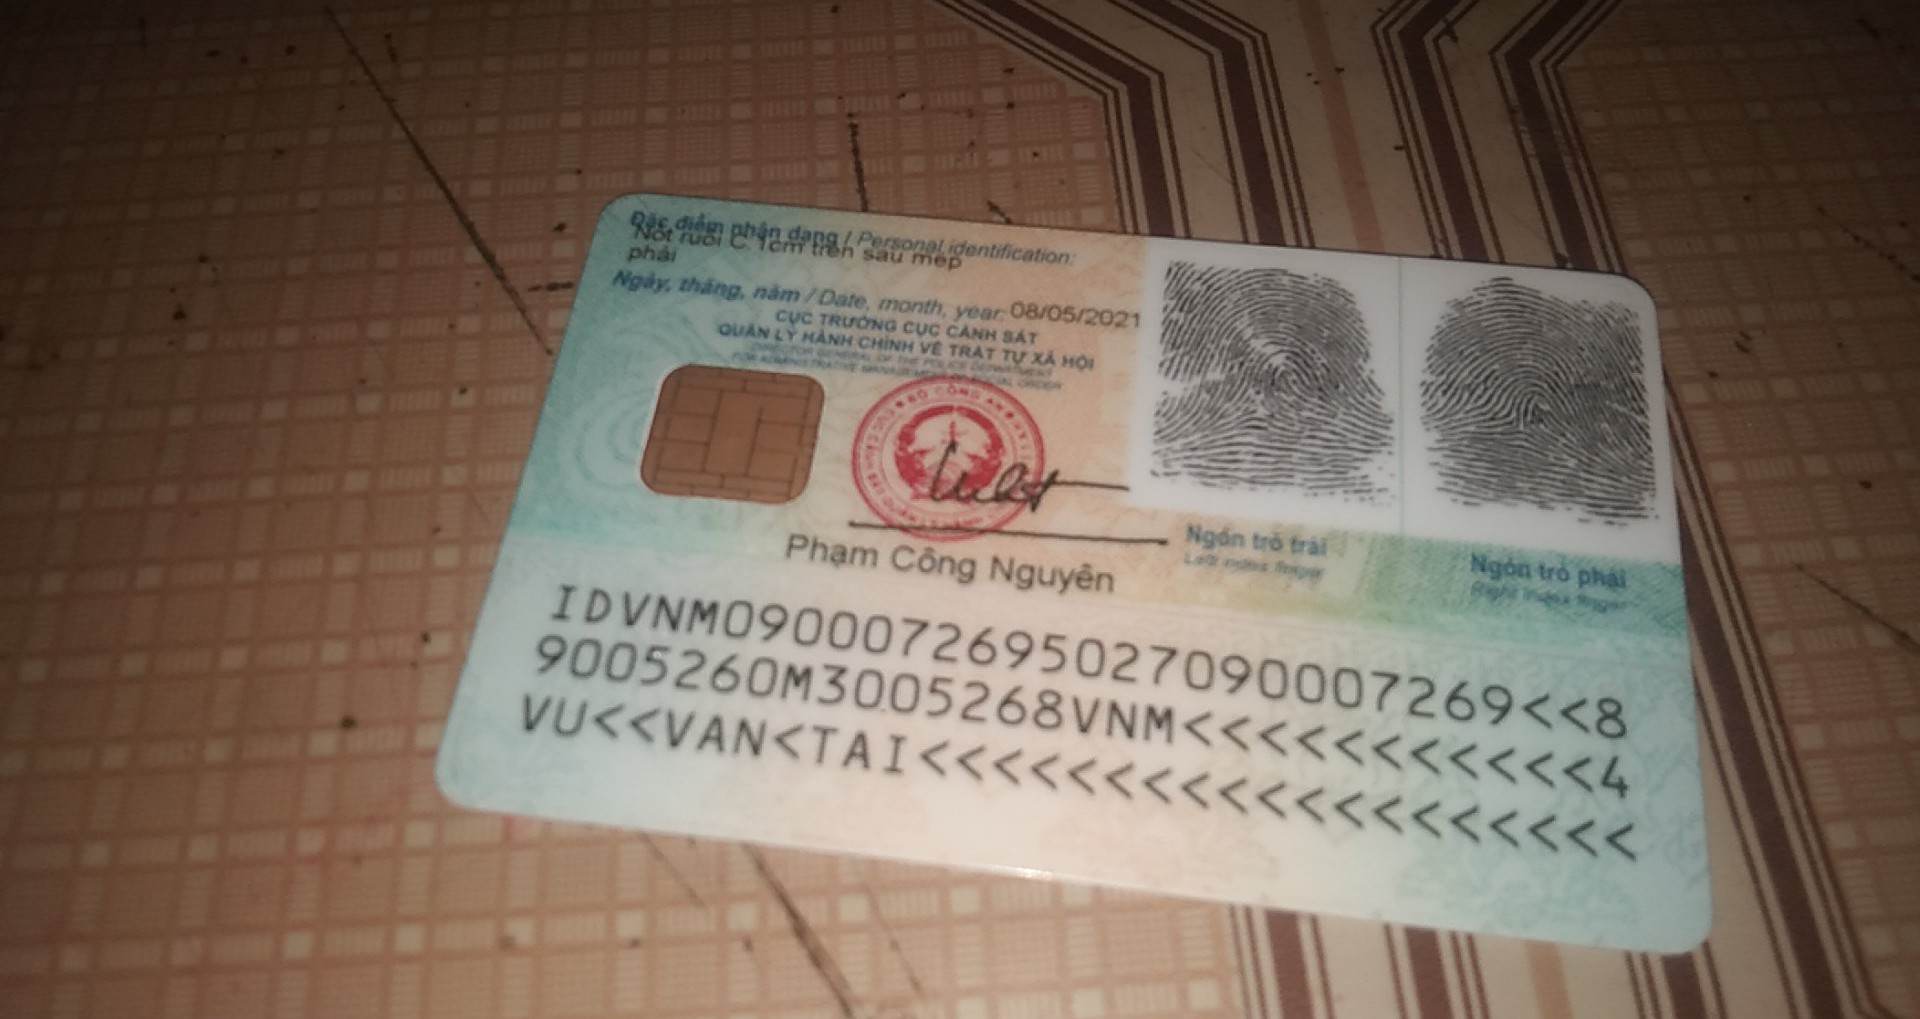 Đặc điểm nhận dạng / Personal identification:
Nốt ruồi C. 1cm trên sau mép
phải
Ngày, tháng, năm / Date, month, year: 08/05/2021
CỤC TRƯỞNG CỤC CẢNH SÁT
QUẢN LÝ HÀNH CHÍNH VỀ TRẬT TỰ XÃ HỘI
DIRECTOR GENERAL OF THE POLICE DEPARTMENT
FOR ADMINISTRATIVE MANAGEMENT OF SOCIAL ORDER
BỘ CÔNG AN
Phạm Công Nguyên
Ngón trỏ trái
Left index finger
Ngón trỏ phải
Right index finger
IDVNM0900072695027090007269<<8
9005260M3005268VNM<<<<<<<<<<<4
VU<<VAN<TAI<<<<<<<<<<<<<<<<<<<